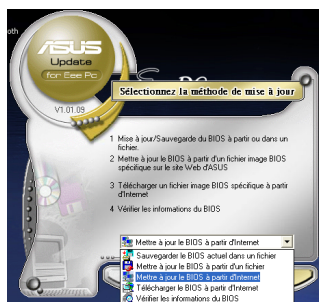 oth
ASUS
Update
for Eee Pc
V1.01.09
Sélectionnez la méthode de mise à jour
1 Mise à jour/Sauvegarde du BIOS à partir ou dans un
fichier.
2 Mettre à jour le BIOS à partir d'un fichier image BIOS
spécifique sur le site Web d'ASUS
3 Télécharger un fichier image BIOS spécifique à partir
d'Internet
4 Vérifier les informations du BIOS
Mettre à jour le BIOS à partir d'Internet
Sauvegarder le BIOS actuel dans un fichier
Mettre à jour le BIOS à partir d'un fichier
Mettre à jour le BIOS à partir d'Internet
Télécharger le BIOS à partir d'Internet
Vérifier les informations du BIOS